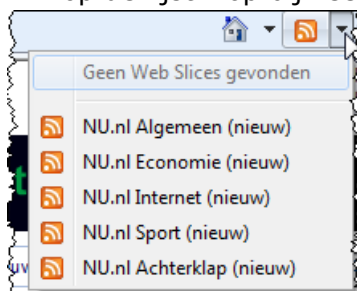 Geen Web Slices gevonden
NU.nl Algemeen (nieuw)
NU.nl Economie (nieuw)
NU.nl Internet (nieuw)
NU.nl Sport (nieuw)
NU.nl Achterklap (nieuw)